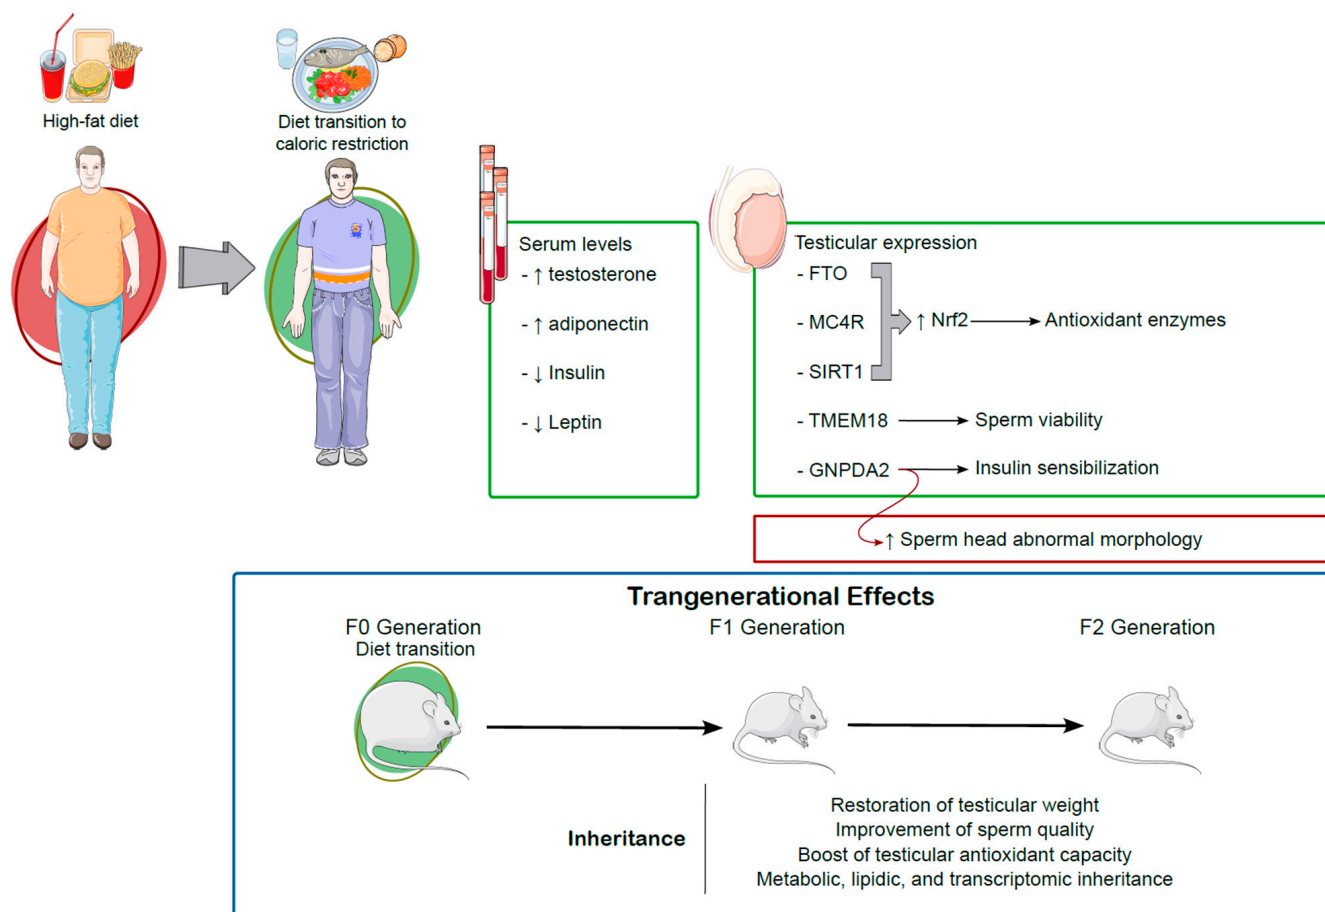 High-fat diet
Diet transition to
caloric restriction
Serum levels
- ↑ testosterone
- ↑ adiponectin
- ↓ Insulin
- ↓ Leptin
Testicular expression
- FTO
- MC4R
- SIRT1
↑ Nrf2
Antioxidant enzymes
- TMEM18
Sperm viability
- GNPDA2
Insulin sensibilization
↑ Sperm head abnormal morphology
Trangenerational Effects
F0 Generation
Diet transition
F1 Generation
F2 Generation
Inheritance
Restoration of testicular weight
Improvement of sperm quality
Boost of testicular antioxidant capacity
Metabolic, lipidic, and transcriptomic inheritance